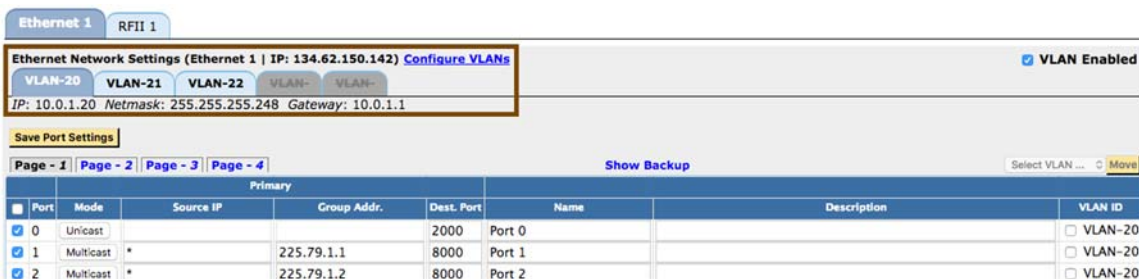 Ethernet 1 RFII 1
Ethernet Network Settings (Ethernet 1 | IP: 134.62.150.142) Configure VLANs VLAN Enabled
VLAN-20 VLAN-21 VLAN-22 VLAN- VLAN-
IP: 10.0.1.20 Netmask: 255.255.255.248 Gateway: 10.0.1.1
Save Port Settings
Page - 1 Page - 2 Page - 3 Page - 4 Show Backup Select VLAN ... Move
Primary
Port Mode Source IP Group Addr. Dest. Port Name Description VLAN ID
0 Unicast 2000 Port 0 VLAN-20
1 Multicast * 225.79.1.1 8000 Port 1 VLAN-20
2 Multicast * 225.79.1.2 8000 Port 2 VLAN-20